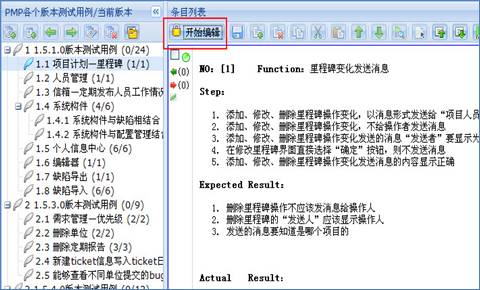 PMP各个版本测试用例/当前版本
1 1.5.1.0版本测试用例 (0/24)
1.1 项目计划—里程碑 (1/1)
1.2 人员管理 (1/1)
1.3 信箱一定期发布人员工作情况
1.4 系统构件 (4/6)
1.4.1 系统构件与缺陷相结合
1.4.2 系统构件与配置管理结合
1.5 个人信息中心 (6/6)
1.6 编辑器 (1/1)
1.7 缺陷导出 (1/1)
1.8 缺陷导入 (6/6)
2 1.5.3.0版本测试用例 (0/9)
2.1 需求管理—优先级 (2/2)
2.2 删除单位 (2/2)
2.3 删除定期报告 (3/3)
2.4 新建ticket信息写入ticket日
2.5 能够查看不同单位提交的bug
条目列表
开始编辑
(0)
(0)
(0)
NO: [1] Function: 里程碑变化发送消息
Step:
1. 添加、修改、删除里程碑操作变化，以消息形式发送给“项目人员
2. 添加、修改、删除里程碑操作变化，不给操作者发送消息
3. 添加、修改、删除里程碑操作变化发送的消息“发送者”要显示为
4. 在修改里程碑界面直接选择“确定”按钮，则不发送消息
5. 添加、修改、删除里程碑操作变化发送消息的内容显示正确
Expected Result:
1. 删除里程碑操作不应该发消息给操作人
2. 删除里程碑的“发送人”应该显示操作人
3. 发送的消息要知道是哪个项目的
Actual Result: